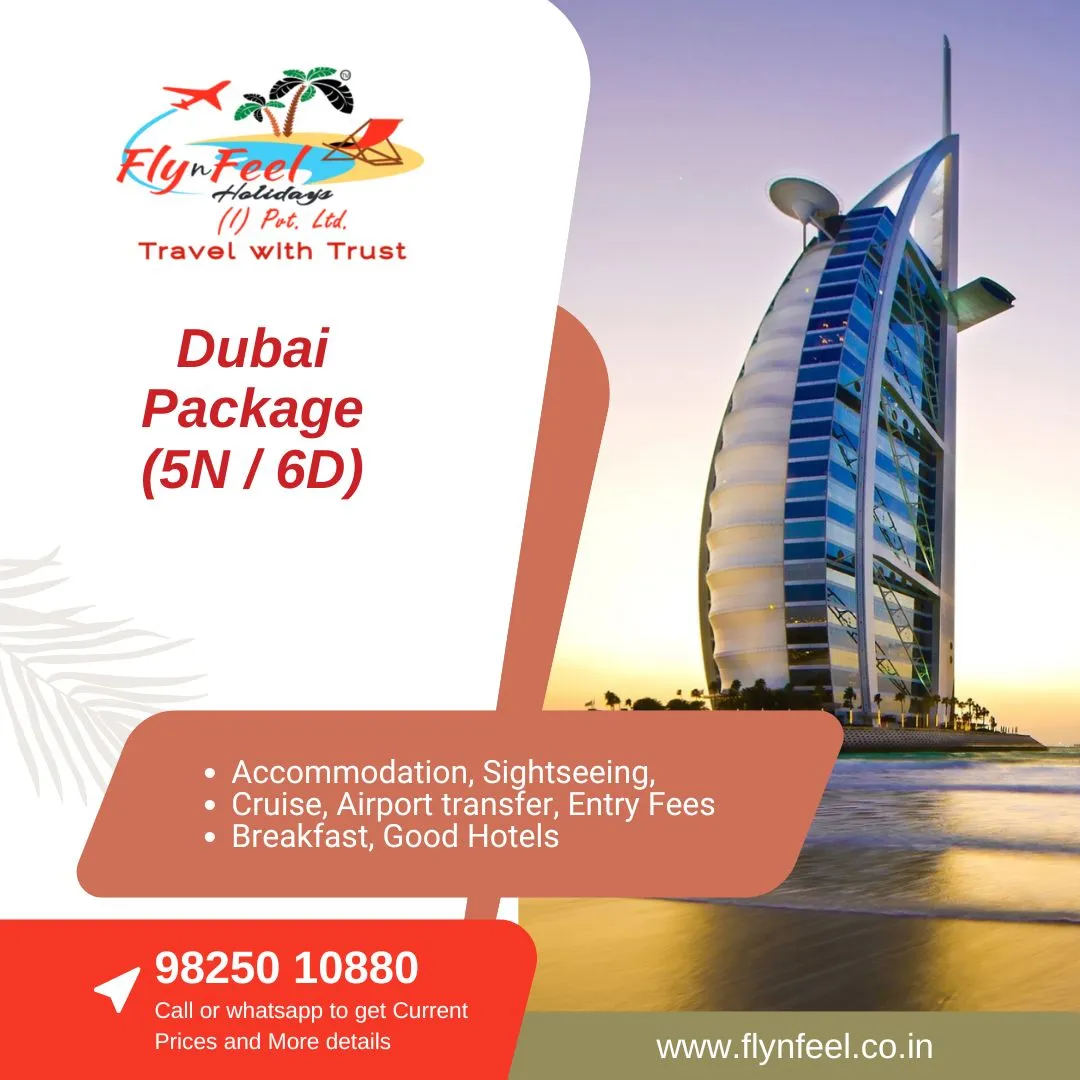 FlynFeel
Holidays
(I) Pvt. Ltd.
Travel with Trust
Dubai
Package
(5N / 6D)
• Accommodation, Sightseeing,
• Cruise, Airport transfer, Entry Fees
• Breakfast, Good Hotels
98250 10880
Call or whatsapp to get Current
Prices and More details
www.flynfeel.co.in